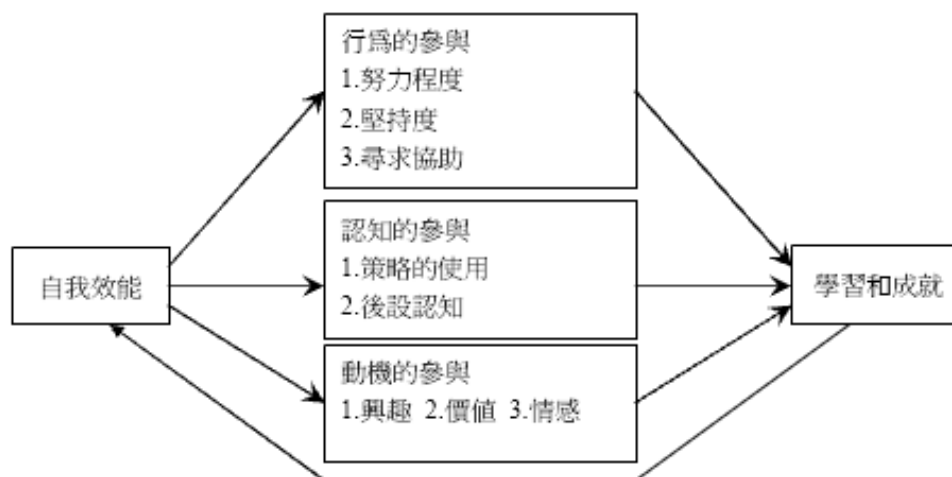 行為的參與
1.努力程度
2.堅持度
3.尋求協助
認知的參與
1.策略的使用
2.後設認知
自我效能
學習和成就
動機的參與
1.興趣 2.價值 3.情感